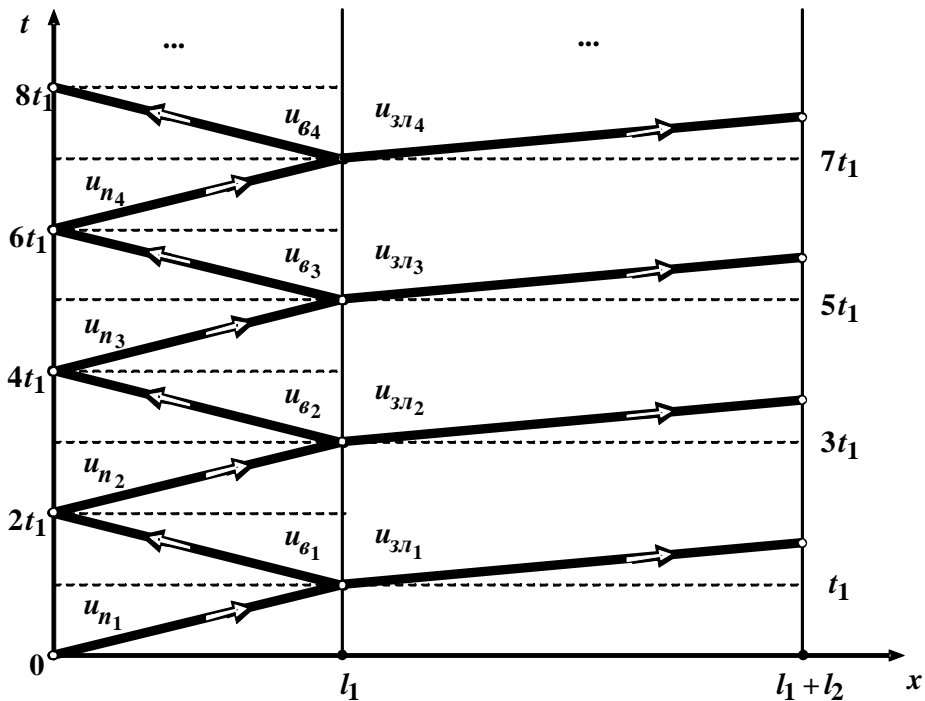 t ... ...
8t₁ uв₄ uзл₄
uп₄ 7t₁
6t₁ uв₃ uзл₃
uп₃ 5t₁
4t₁ uв₂ uзл₂
uп₂ 3t₁
2t₁ uв₁ uзл₁
uп₁ t₁
0
l₁ l₁ + l₂ x